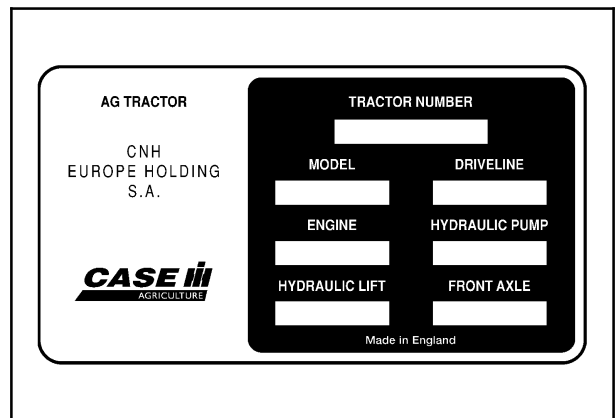 AG TRACTOR
CNH
EUROPE HOLDING
S.A.
CASE IH
AGRICULTURE
TRACTOR NUMBER
MODEL DRIVELINE
ENGINE HYDRAULIC PUMP
HYDRAULIC LIFT FRONT AXLE
Made in England